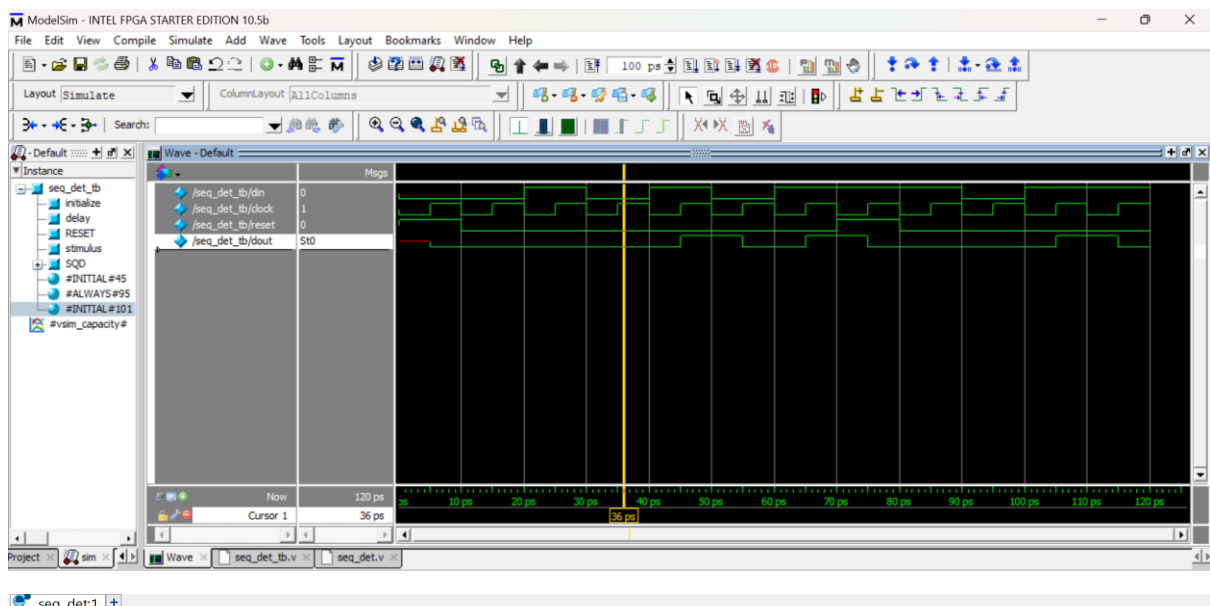 ModelSim - INTEL FPGA STARTER EDITION 10.5b
File Edit View Compile Simulate Add Wave Tools Layout Bookmarks Window Help
100 ps
Layout Simulate ColumnLayout AllColumns
Search:
- Default Wave - Default
Instance Msgs
seq_det_tb /seq_det_tb/din 0
initialize /seq_det_tb/clock 1
delay /seq_det_tb/reset 0
RESET /seq_det_tb/dout St0
stimulus
SQD
#INITIAL#45
#ALWAYS#95
#INITIAL#101
#vsim_capacity#
Now 120 ps ps 10 ps 20 ps 30 ps 40 ps 50 ps 60 ps 70 ps 80 ps 90 ps 100 ps 110 ps 120 ps
Cursor 1 36 ps 36 ps
Project sim Wave seq_det_tb.v seq_det.v
seq_det:1